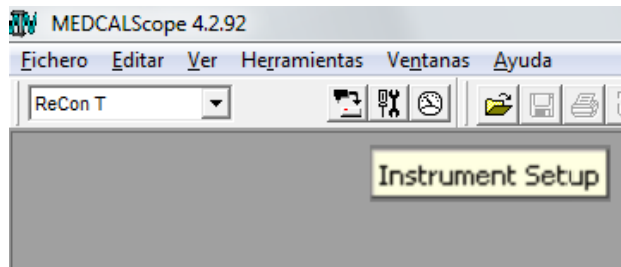 MEDCALScope 4.2.92
Fichero Editar Ver Herramientas Ventanas Ayuda
ReCon T
Instrument Setup